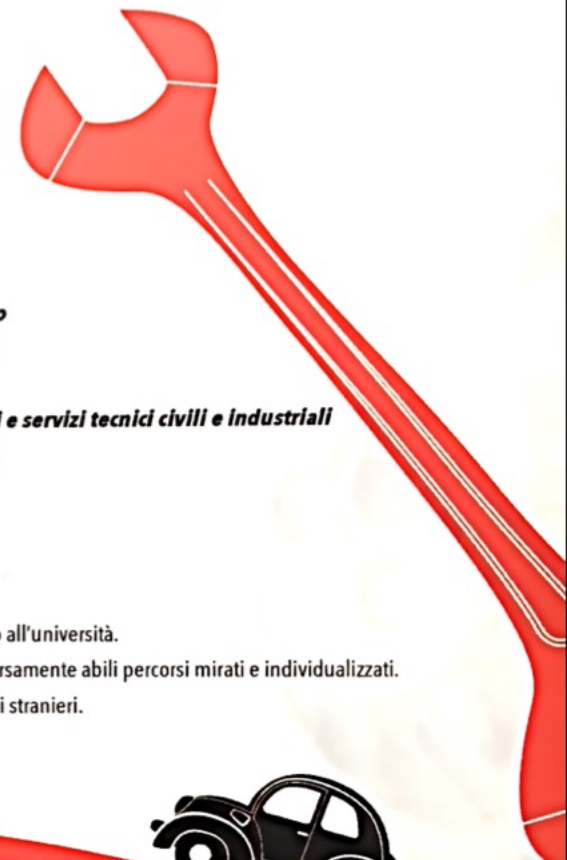 i e servizi tecnici civili e industriali
o all'università.
rsamente abili percorsi mirati e individualizzati.
i stranieri.